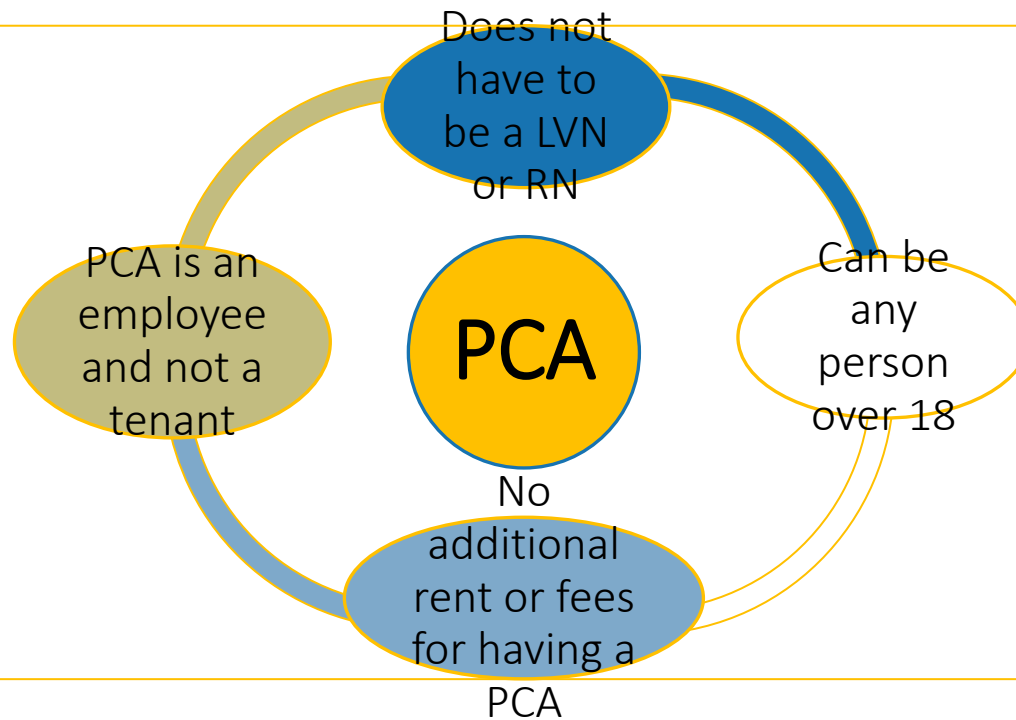 Does not
have to
be a LVN
or RN
PCA is an
employee
and not a
tenant
PCA
Can be
any
person
over 18
No
additional
rent or fees
for having a
PCA